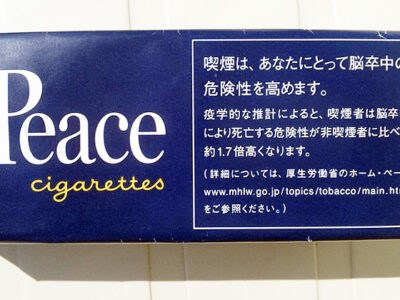 Peace
cigarettes
喫煙は、あなたにとって脳卒中の
危険性を高めます。
疫学的な推計によると、喫煙者は脳卒中
により死亡する危険性が非喫煙者に比べ
約1.7倍高くなります。
(詳細については、厚生労働省のホーム・ペー
www.mhlw.go.jp/topics/tobacco/main.ht
をご参照ください。)